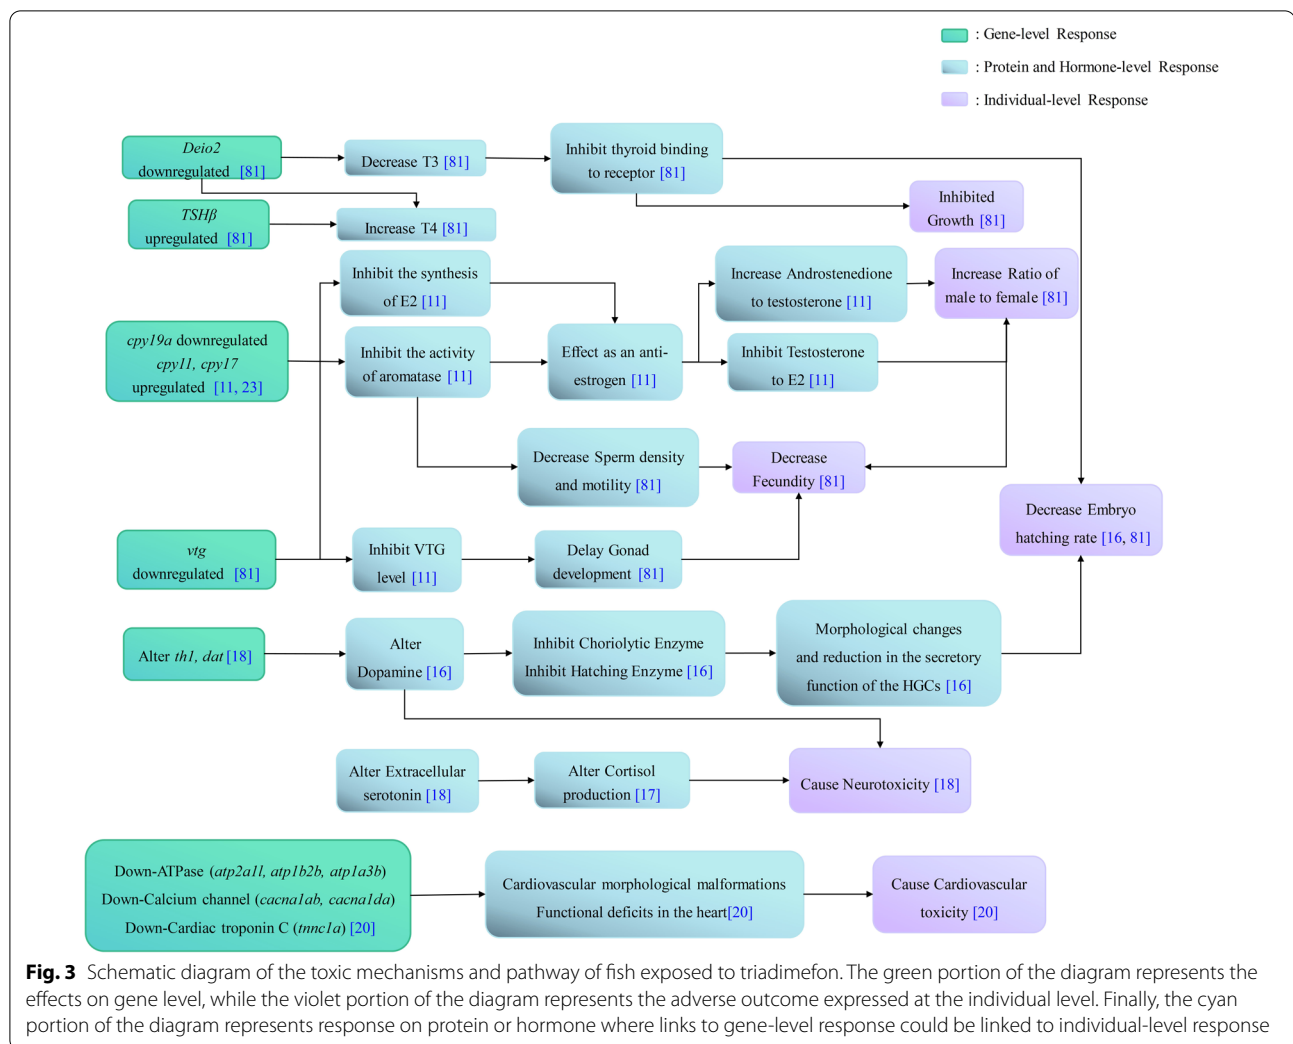 : Gene-level Response
: Protein and Hormone-level Response
: Individual-level Response
Deio2
downregulated [81]
Decrease T3 [81]
Inhibit thyroid binding
to receptor [81]
TSHβ
upregulated [81]
Increase T4 [81]
Inhibited
Growth [81]
Inhibit the synthesis
of E2 [11]
Increase Androstenedione
to testosterone [11]
Increase Ratio of
male to female [81]
cpy19a downregulated
cpy11, cpy17
upregulated [11, 23]
Inhibit the activity
of aromatase [11]
Effect as an anti-
estrogen [11]
Inhibit Testosterone
to E2 [11]
Decrease Sperm density
and motility [81]
Decrease
Fecundity [81]
Decrease Embryo
hatching rate [16, 81]
vtg
downregulated [81]
Inhibit VTG
level [11]
Delay Gonad
development [81]
Alter th1, dat [18]
Alter
Dopamine [16]
Inhibit Choriolytic Enzyme
Inhibit Hatching Enzyme [16]
Morphological changes
and reduction in the secretory
function of the HGCs [16]
Alter Extracellular
serotonin [18]
Alter Cortisol
production [17]
Cause Neurotoxicity [18]
Down-ATPase (atp2a1l, atp1b2b, atp1a3b)
Down-Calcium channel (cacna1ab, cacna1da)
Down-Cardiac troponin C (tnnc1a) [20]
Cardiovascular morphological malformations
Functional deficits in the heart[20]
Cause Cardiovascular
toxicity [20]
Fig. 3 Schematic diagram of the toxic mechanisms and pathway of fish exposed to triadimefon. The green portion of the diagram represents the
effects on gene level, while the violet portion of the diagram represents the adverse outcome expressed at the individual level. Finally, the cyan
portion of the diagram represents response on protein or hormone where links to gene-level response could be linked to individual-level response